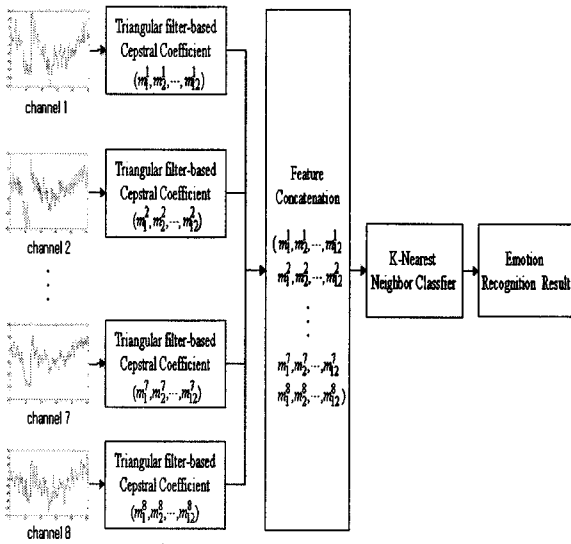 Triangular filter-based
Cepstral Coefficient
(m₁¹, m₂¹, ..., m₁₂¹)
channel 1
Triangular filter-based
Cepstral Coefficient
(m₁², m₂², ..., m₁₂²)
channel 2
Triangular filter-based
Cepstral Coefficient
(m₁⁷, m₂⁷, ..., m₁₂⁷)
channel 7
Triangular filter-based
Cepstral Coefficient
(m₁⁸, m₂⁸, ..., m₁₂⁸)
channel 8
Feature
Concatenation
(m₁¹, m₂¹, ..., m₁₂¹
m₁², m₂², ..., m₁₂²
m₁⁷, m₂⁷, ..., m₁₂⁷
m₁⁸, m₂⁸, ..., m₁₂⁸)
K-Nearest
Neighbor Classfier
Emotion
Recognition Result